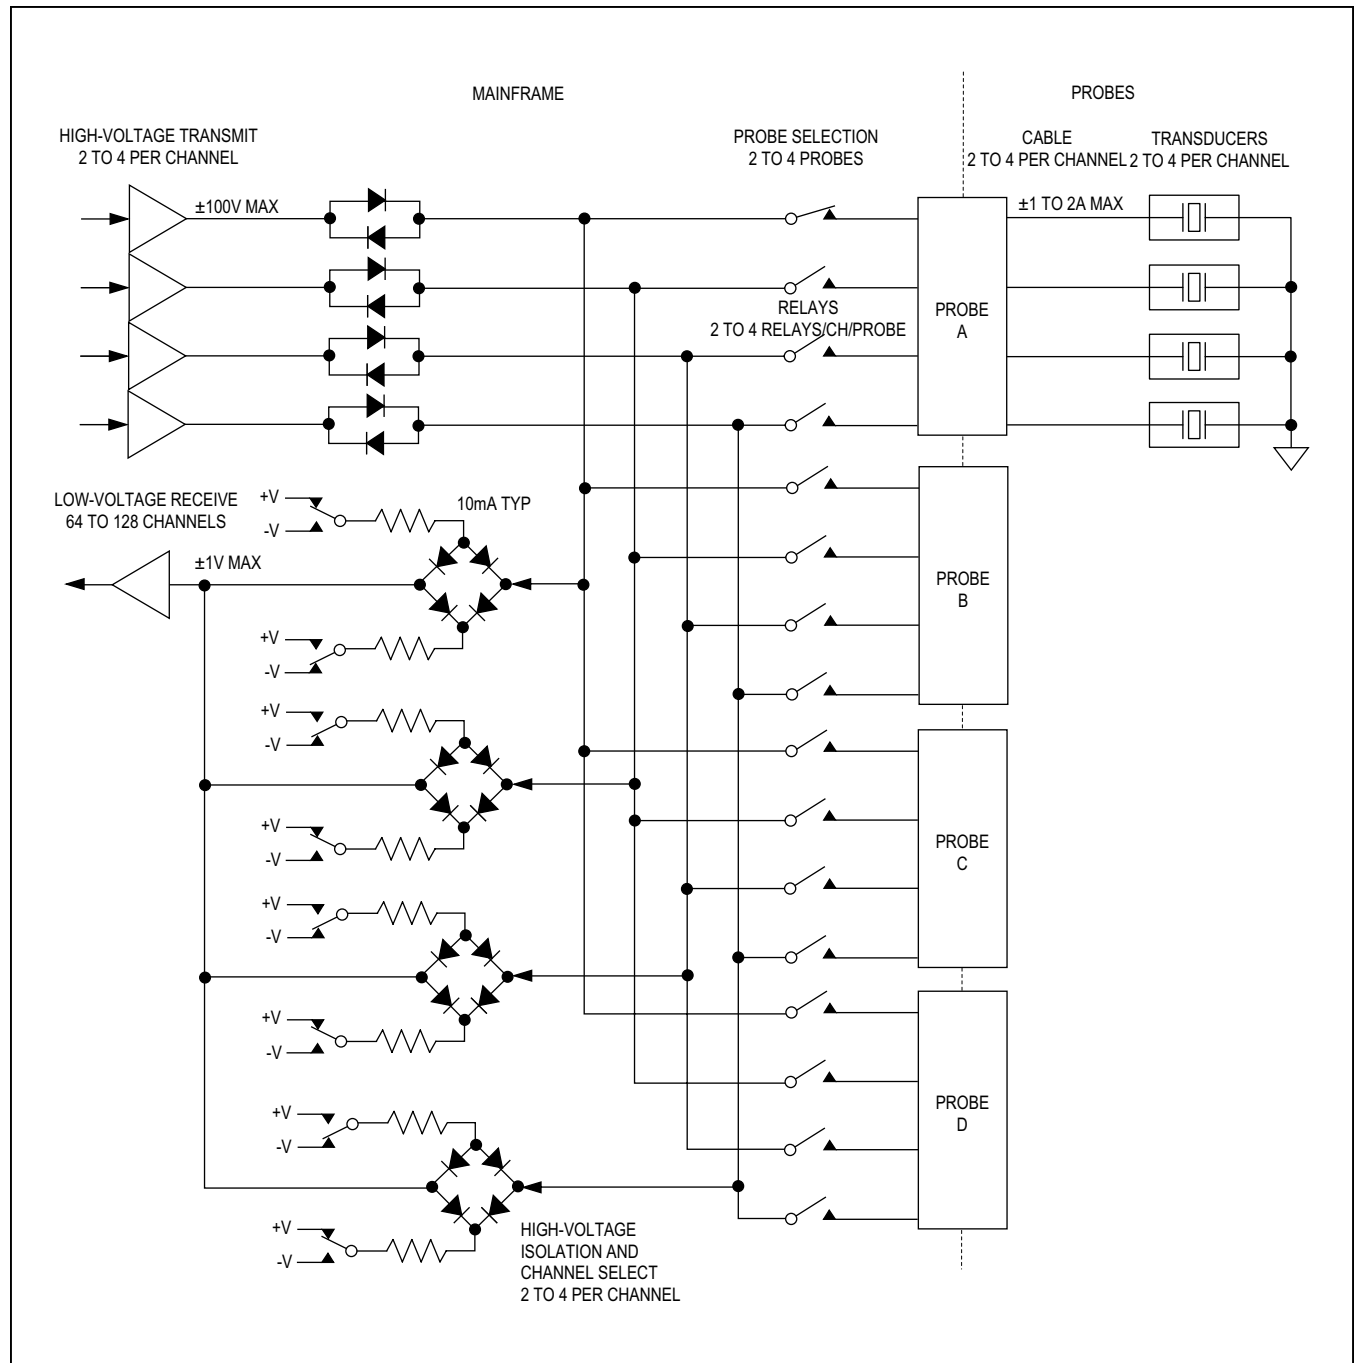 MAINFRAME
PROBES
HIGH-VOLTAGE TRANSMIT
2 TO 4 PER CHANNEL
PROBE SELECTION
2 TO 4 PROBES
CABLE
2 TO 4 PER CHANNEL
TRANSDUCERS
2 TO 4 PER CHANNEL
±100V MAX
±1 TO 2A MAX
RELAYS
2 TO 4 RELAYS/CH/PROBE
PROBE
A
LOW-VOLTAGE RECEIVE
64 TO 128 CHANNELS
+V
-V
10mA TYP
±1V MAX
PROBE
B
+V
-V
+V
-V
+V
-V
PROBE
C
+V
-V
+V
-V
PROBE
D
+V
-V
+V
-V
HIGH-VOLTAGE
ISOLATION AND
CHANNEL SELECT
2 TO 4 PER CHANNEL